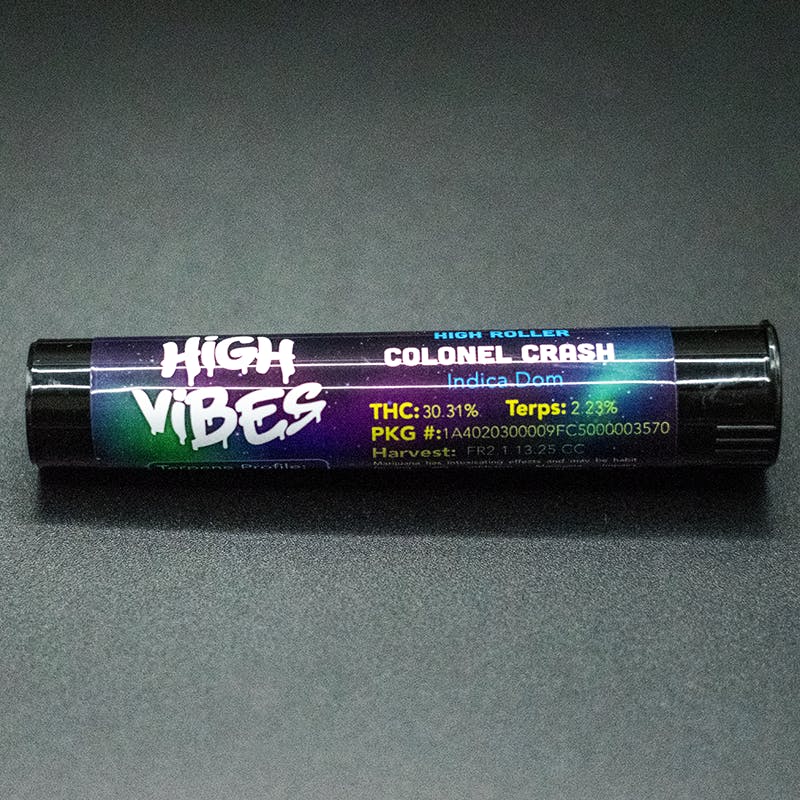 HiGH
ViBES
Terpene Profile:
HIGH ROLLER
COLONEL CRASH
Indica Dom
THC: 30.31% Terps: 2.23%
PKG #:1A4020300009FC5000003570
Harvest: FR2 1.13.25 CC
Marijuana has intoxicating effects and may be habit